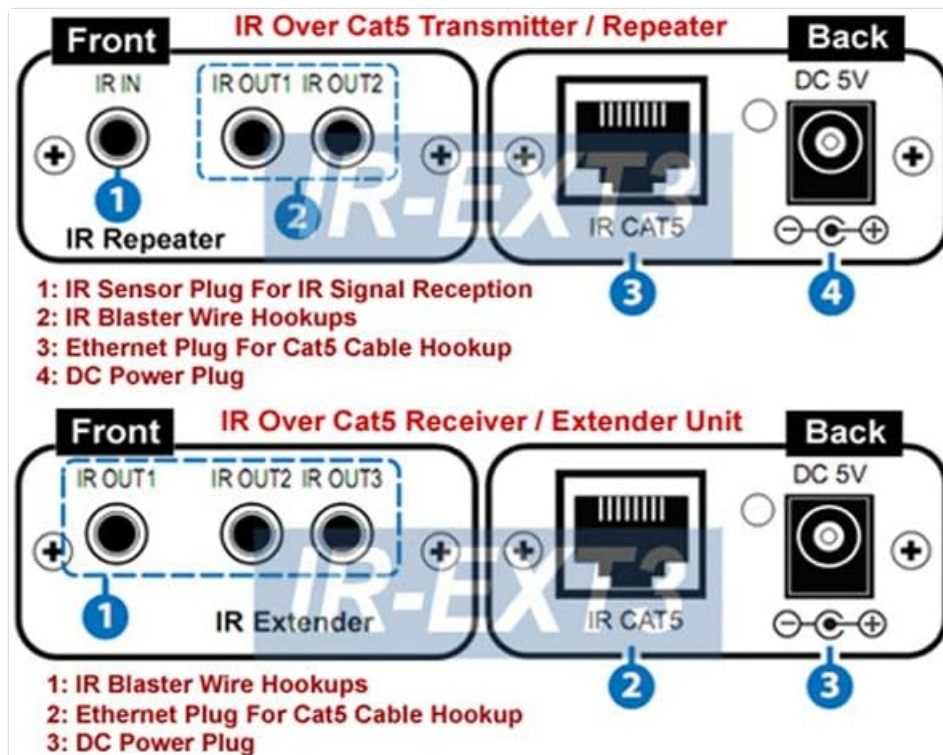 IR Over Cat5 Transmitter / Repeater
Front
Back
IR IN
IR OUT1 IR OUT2
DC 5V
1
2
IR Repeater
IR CAT5
IR-EXT3
3
4
1: IR Sensor Plug For IR Signal Reception
2: IR Blaster Wire Hookups
3: Ethernet Plug For Cat5 Cable Hookup
4: DC Power Plug
IR Over Cat5 Receiver / Extender Unit
Front
Back
IR OUT1 IR OUT2 IR OUT3
DC 5V
1
IR Extender
IR CAT5
IR-EXT3
2
3
1: IR Blaster Wire Hookups
2: Ethernet Plug For Cat5 Cable Hookup
3: DC Power Plug